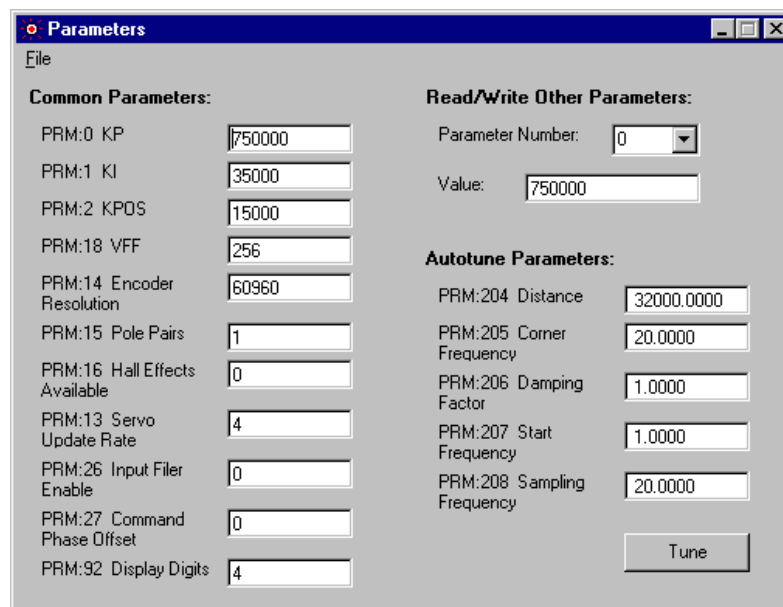 Parameters
File
Common Parameters:
PRM:0 KP
750000
PRM:1 KI
35000
PRM:2 KPOS
15000
PRM:18 VFF
256
PRM:14 Encoder
Resolution
60960
PRM:15 Pole Pairs
1
PRM:16 Hall Effects
Available
0
PRM:13 Servo
Update Rate
4
PRM:26 Input Filer
Enable
0
PRM:27 Command
Phase Offset
0
PRM:92 Display Digits
4
Read/Write Other Parameters:
Parameter Number:
0
Value:
750000
Autotune Parameters:
PRM:204 Distance
32000.0000
PRM:205 Corner
Frequency
20.0000
PRM:206 Damping
Factor
1.0000
PRM:207 Start
Frequency
1.0000
PRM:208 Sampling
Frequency
20.0000
Tune